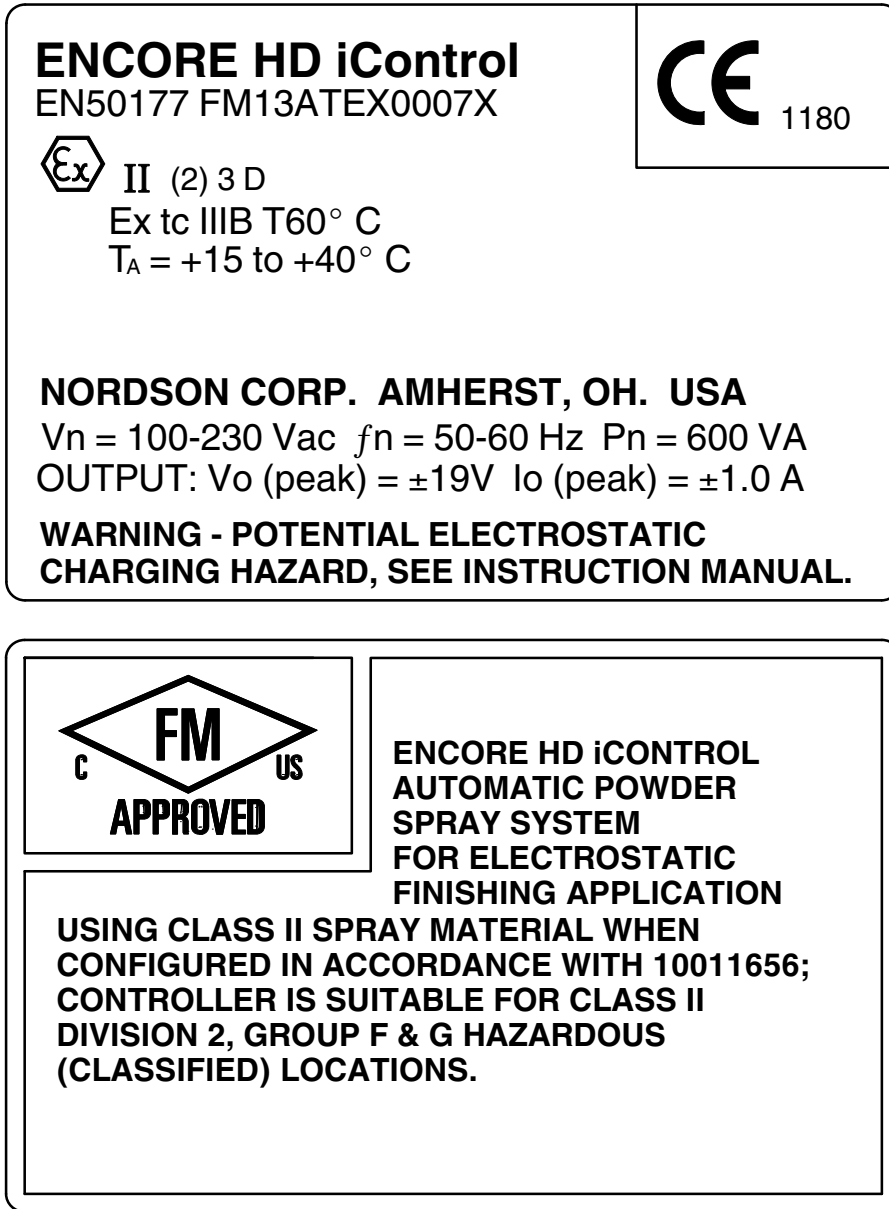 ENCORE HD iControl
EN50177 FM13ATEX0007X
CE 1180
Ex II (2) 3 D
Ex tc IIIB T60° C
TA = +15 to +40° C
NORDSON CORP. AMHERST, OH. USA
Vn = 100-230 Vac ƒn = 50-60 Hz Pn = 600 VA
OUTPUT: Vo (peak) = ±19V Io (peak) = ±1.0 A
WARNING - POTENTIAL ELECTROSTATIC
CHARGING HAZARD, SEE INSTRUCTION MANUAL.
FM
C US
APPROVED
ENCORE HD iCONTROL
AUTOMATIC POWDER
SPRAY SYSTEM
FOR ELECTROSTATIC
FINISHING APPLICATION
USING CLASS II SPRAY MATERIAL WHEN
CONFIGURED IN ACCORDANCE WITH 10011656;
CONTROLLER IS SUITABLE FOR CLASS II
DIVISION 2, GROUP F & G HAZARDOUS
(CLASSIFIED) LOCATIONS.